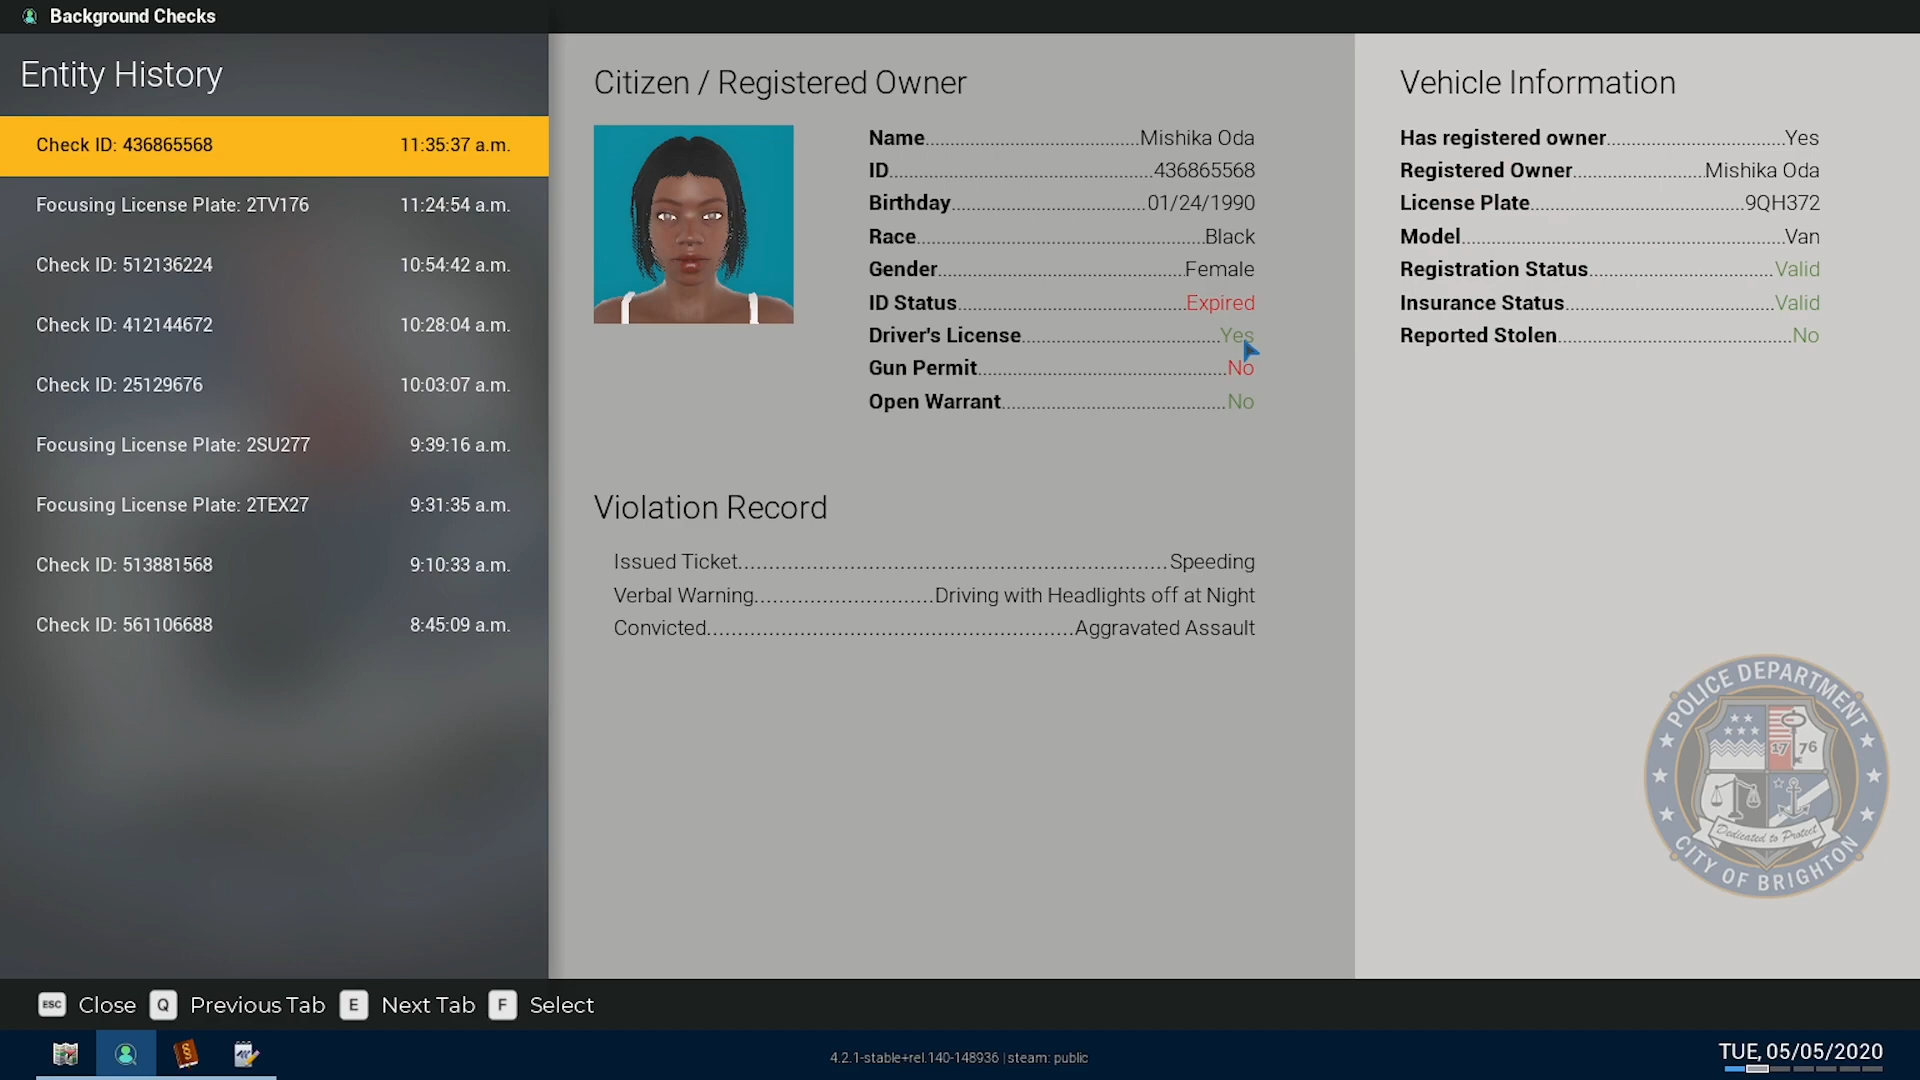 Background Checks
Entity History
Check ID: 436865568 11:35:37 a.m.
Focusing License Plate: 2TV176 11:24:54 a.m.
Check ID: 512136224 10:54:42 a.m.
Check ID: 412144672 10:28:04 a.m.
Check ID: 25129676 10:03:07 a.m.
Focusing License Plate: 2SU277 9:39:16 a.m.
Focusing License Plate: 2TEX27 9:31:35 a.m.
Check ID: 513881568 9:10:33 a.m.
Check ID: 561106688 8:45:09 a.m.
Citizen / Registered Owner
Name Mishika Oda
ID 436865568
Birthday 01/24/1990
Race Black
Gender Female
ID Status Expired
Driver's License Yes
Gun Permit No
Open Warrant No
Violation Record
Issued Ticket Speeding
Verbal Warning Driving with Headlights off at Night
Convicted Aggravated Assault
Vehicle Information
Has registered owner Yes
Registered Owner Mishika Oda
License Plate 9QH372
Model Van
Registration Status Valid
Insurance Status Valid
Reported Stolen No
POLICE DEPARTMENT
17 76
Dedicated to Protect
CITY OF BRIGHTON
ESC Close Q Previous Tab E Next Tab F Select
4.2.1-stable+rel.140-148936 | steam: public
TUE, 05/05/2020